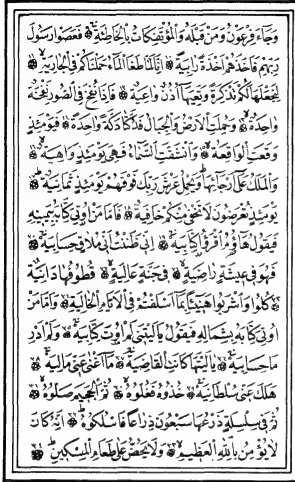 وَجَاءَ فِرْعَوْنُ وَمَنْ قَبْلَهُ وَالْمُؤْتَفِكَاتُ بِالْخَاطِئَةِ ۞ فَعَصَوْا رَسُولَ
رَبِّهِمْ فَأَخَذَهُمْ أَخْذَةً رَابِيَةً ۞ إِنَّا لَمَّا طَغَا الْمَاءُ حَمَلْنَاكُمْ فِي الْجَارِيَةِ ۞
لِنَجْعَلَهَا لَكُمْ تَذْكِرَةً وَتَعِيَهَا أُذُنٌ وَاعِيَةٌ ۞ فَإِذَا نُفِخَ فِي الصُّورِ نَفْخَةٌ
وَاحِدَةٌ ۞ وَحُمِلَتِ الْأَرْضُ وَالْجِبَالُ فَدُكَّتَا دَكَّةً وَاحِدَةً ۞ فَيَوْمَئِذٍ
وَقَعَتِ الْوَاقِعَةُ ۞ وَانْشَقَّتِ السَّمَاءُ فَهِيَ يَوْمَئِذٍ وَاهِيَةٌ ۞
وَالْمَلَكُ عَلَى أَرْجَائِهَا وَيَحْمِلُ عَرْشَ رَبِّكَ فَوْقَهُمْ يَوْمَئِذٍ ثَمَانِيَةٌ ۞
يَوْمَئِذٍ تُعْرَضُونَ لَا تَخْفَى مِنْكُمْ خَافِيَةٌ ۞ فَأَمَّا مَنْ أُوتِيَ كِتَابَهُ بِيَمِينِهِ
فَيَقُولُ هَاؤُمُ اقْرَؤُا كِتَابِيَهْ ۞ إِنِّي ظَنَنْتُ أَنِّي مُلَاقٍ حِسَابِيَهْ ۞
فَهُوَ فِي عِيشَةٍ رَاضِيَةٍ ۞ فِي جَنَّةٍ عَالِيَةٍ ۞ قُطُوفُهَا دَانِيَةٌ
۞ كُلُوا وَاشْرَبُوا هَنِيئًا بِمَا أَسْلَفْتُمْ فِي الْأَيَّامِ الْخَالِيَةِ ۞ وَأَمَّا مَنْ
أُوتِيَ كِتَابَهُ بِشِمَالِهِ فَيَقُولُ يَا لَيْتَنِي لَمْ أُوتَ كِتَابِيَهْ ۞ وَلَمْ أَدْرِ
مَا حِسَابِيَهْ ۞ يَا لَيْتَهَا كَانَتِ الْقَاضِيَةَ ۞ مَا أَغْنَى عَنِّي مَالِيَهْ ۞
هَلَكَ عَنِّي سُلْطَانِيَهْ ۞ خُذُوهُ فَغُلُّوهُ ۞ ثُمَّ الْجَحِيمَ صَلُّوهُ ۞
ثُمَّ فِي سِلْسِلَةٍ ذَرْعُهَا سَبْعُونَ ذِرَاعًا فَاسْلُكُوهُ ۞ إِنَّهُ كَانَ
لَا يُؤْمِنُ بِاللَّهِ الْعَظِيمِ ۞ وَلَا يَحُضُّ عَلَى طَعَامِ الْمِسْكِينِ ۞